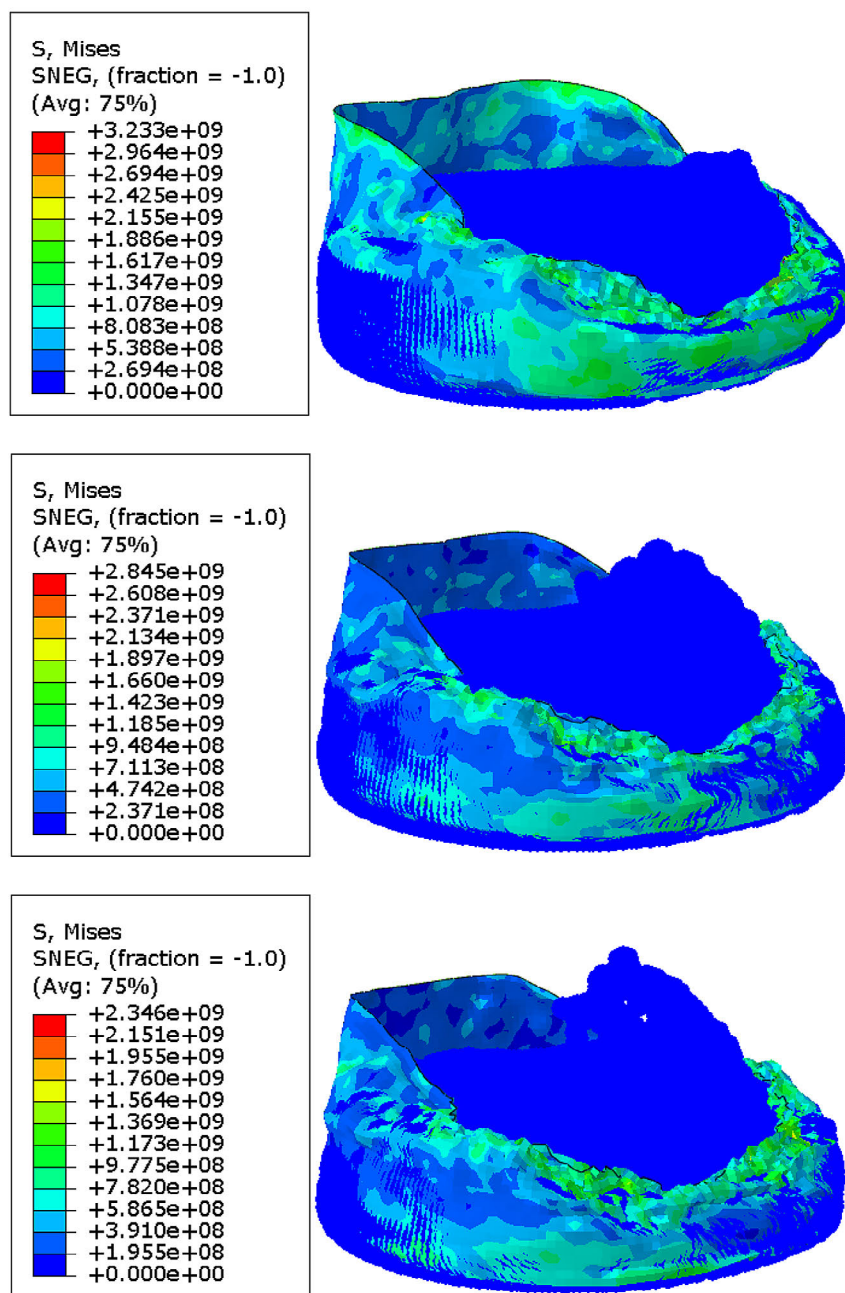 S, Mises
SNEG, (fraction = -1.0)
(Avg: 75%)
+3.233e+09
+2.964e+09
+2.694e+09
+2.425e+09
+2.155e+09
+1.886e+09
+1.617e+09
+1.347e+09
+1.078e+09
+8.083e+08
+5.388e+08
+2.694e+08
+0.000e+00
S, Mises
SNEG, (fraction = -1.0)
(Avg: 75%)
+2.845e+09
+2.608e+09
+2.371e+09
+2.134e+09
+1.897e+09
+1.660e+09
+1.423e+09
+1.185e+09
+9.484e+08
+7.113e+08
+4.742e+08
+2.371e+08
+0.000e+00
S, Mises
SNEG, (fraction = -1.0)
(Avg: 75%)
+2.346e+09
+2.151e+09
+1.955e+09
+1.760e+09
+1.564e+09
+1.369e+09
+1.173e+09
+9.775e+08
+7.820e+08
+5.865e+08
+3.910e+08
+1.955e+08
+0.000e+00